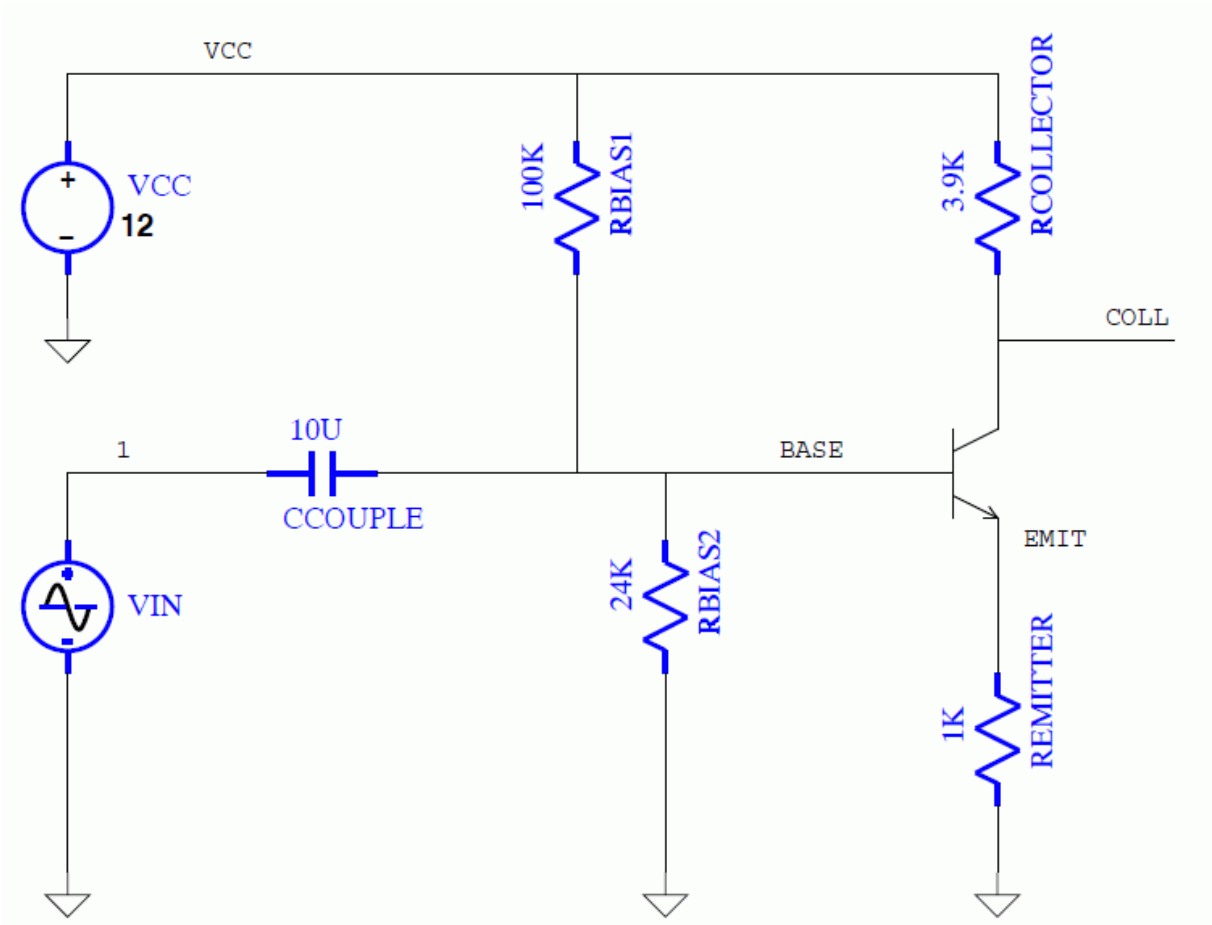 VCC
+
−
VCC
12
100K
RBIAS1
3.9K
RCOLLECTOR
COLL
1
10U
CCOUPLE
BASE
EMIT
VIN
24K
RBIAS2
1K
REMITTER